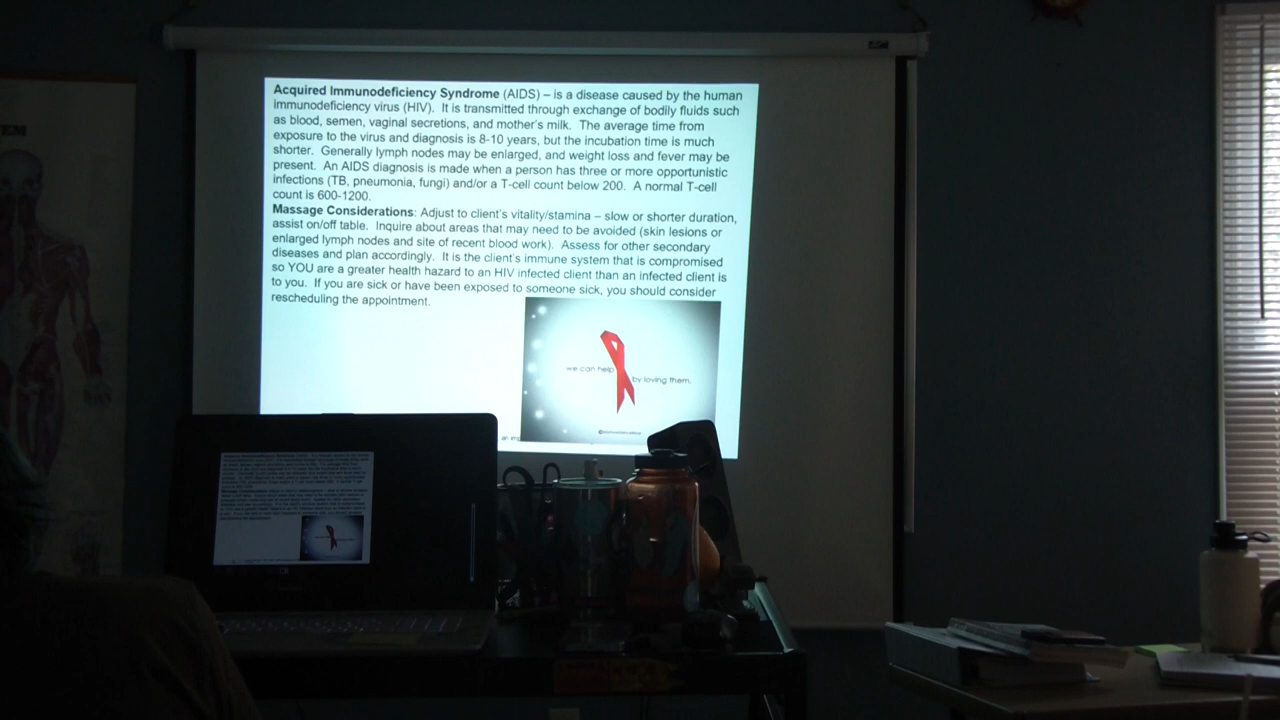 Acquired Immunodeficiency Syndrome (AIDS) – is a disease caused by the human
immunodeficiency virus (HIV). It is transmitted through exchange of bodily fluids such
as blood, semen, vaginal secretions, and mother's milk. The average time from
exposure to the virus and diagnosis is 8-10 years, but the incubation time is much
shorter. Generally lymph nodes may be enlarged, and weight loss and fever may be
present. An AIDS diagnosis is made when a person has three or more opportunistic
infections (TB, pneumonia, fungi) and/or a T-cell count below 200. A normal T-cell
count is 600-1200.
Massage Considerations: Adjust to client's vitality/stamina – slow or shorter duration,
assist on/off table. Inquire about areas that may need to be avoided (skin lesions or
enlarged lymph nodes and site of recent blood work). Assess for other secondary
diseases and plan accordingly. It is the client's immune system that is compromised
so YOU are a greater health hazard to an HIV infected client than an infected client is
to you. If you are sick or have been exposed to someone sick, you should consider
rescheduling the appointment.
we can help
by loving them.